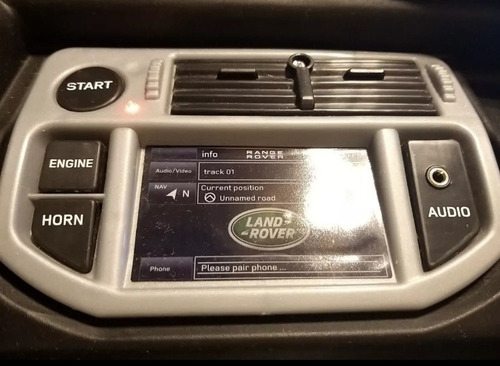 START
ENGINE
HORN
info
RANGE
ROVER
Audio/Video
track 01
NAV
N
Current position
Unnamed road
LAND
ROVER
Phone
Please pair phone ...
AUDIO